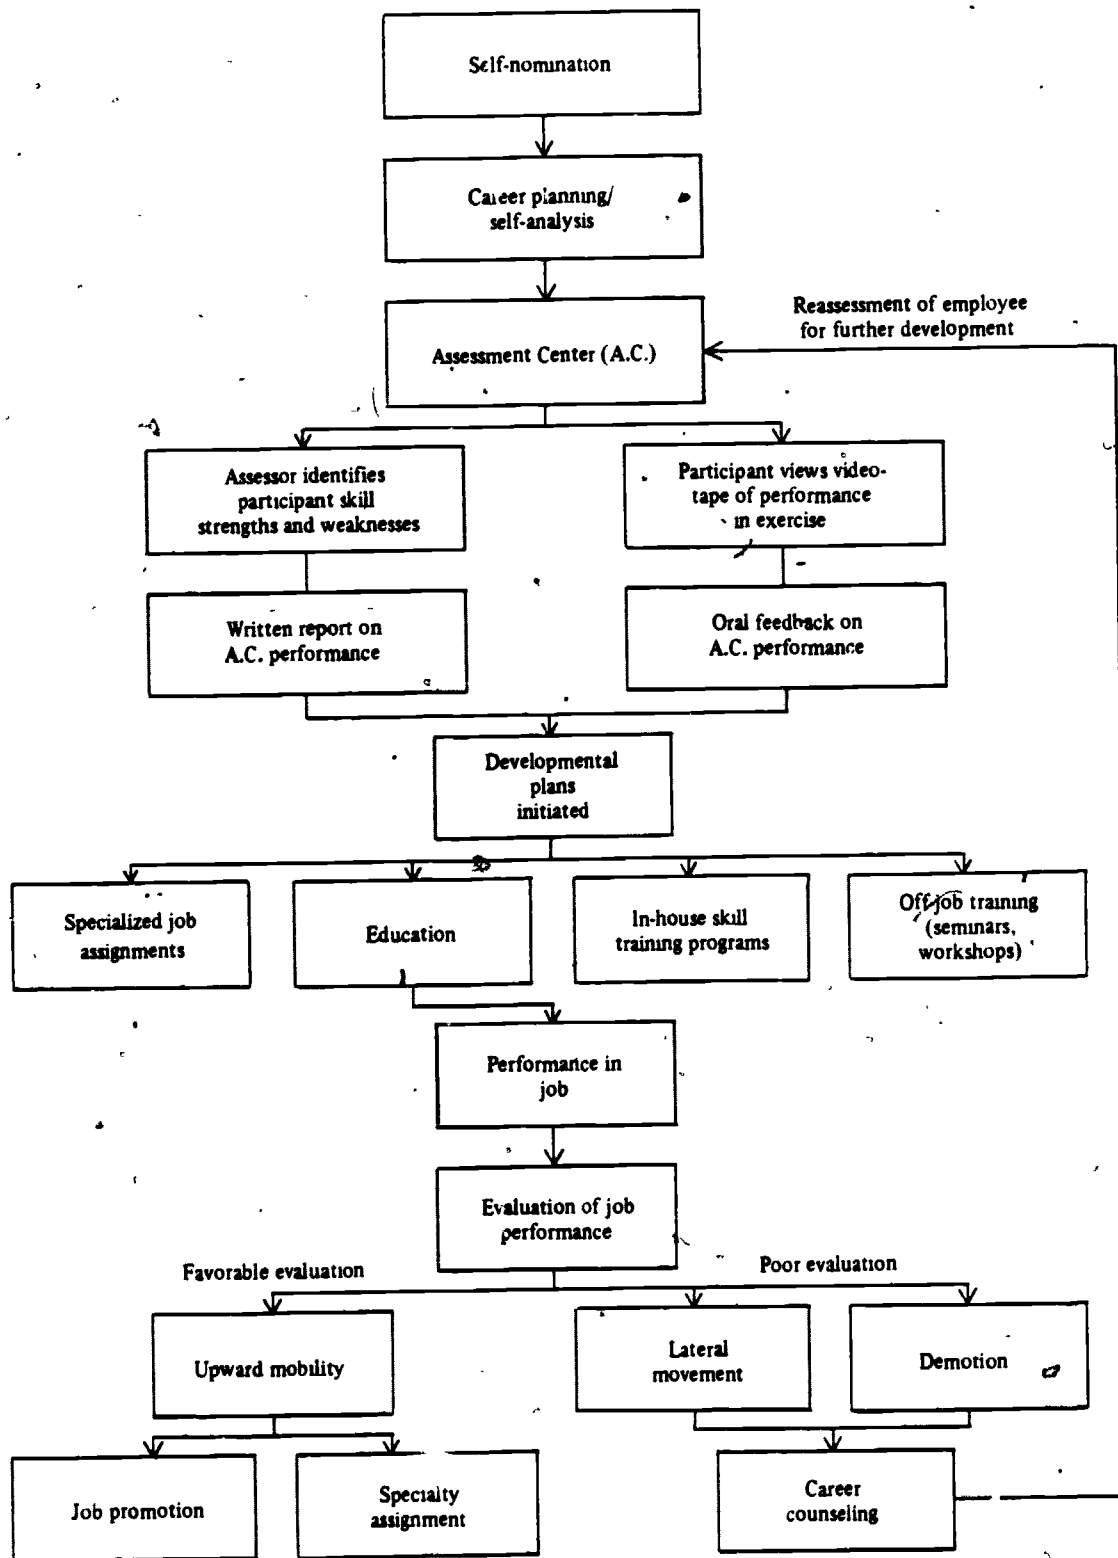 Self-nomination
Career planning/
self-analysis
Reassessment of employee
for further development
Assessment Center (A.C.)
Assessor identifies
participant skill
strengths and weaknesses
Participant views video-
tape of performance
in exercise
Written report on
A.C. performance
Oral feedback on
A.C. performance
Developmental
plans
initiated
Specialized job
assignments
Education
In-house skill
training programs
Off-job training
(seminars,
workshops)
Performance in
job
Evaluation of job
performance
Favorable evaluation
Poor evaluation
Upward mobility
Lateral
movement
Demotion
Job promotion
Specialty
assignment
Career
counseling